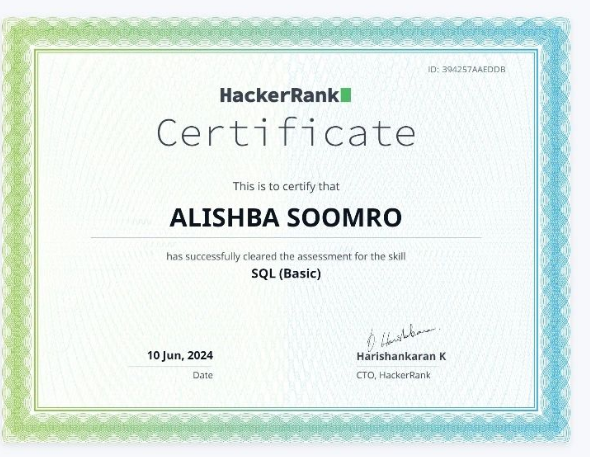 ID: 394257AAEDDB
HackerRank
Certificate
This is to certify that
ALISHBA SOOMRO
has successfully cleared the assessment for the skill
SQL (Basic)
10 Jun, 2024
Date
Harishankaran K
CTO, HackerRank